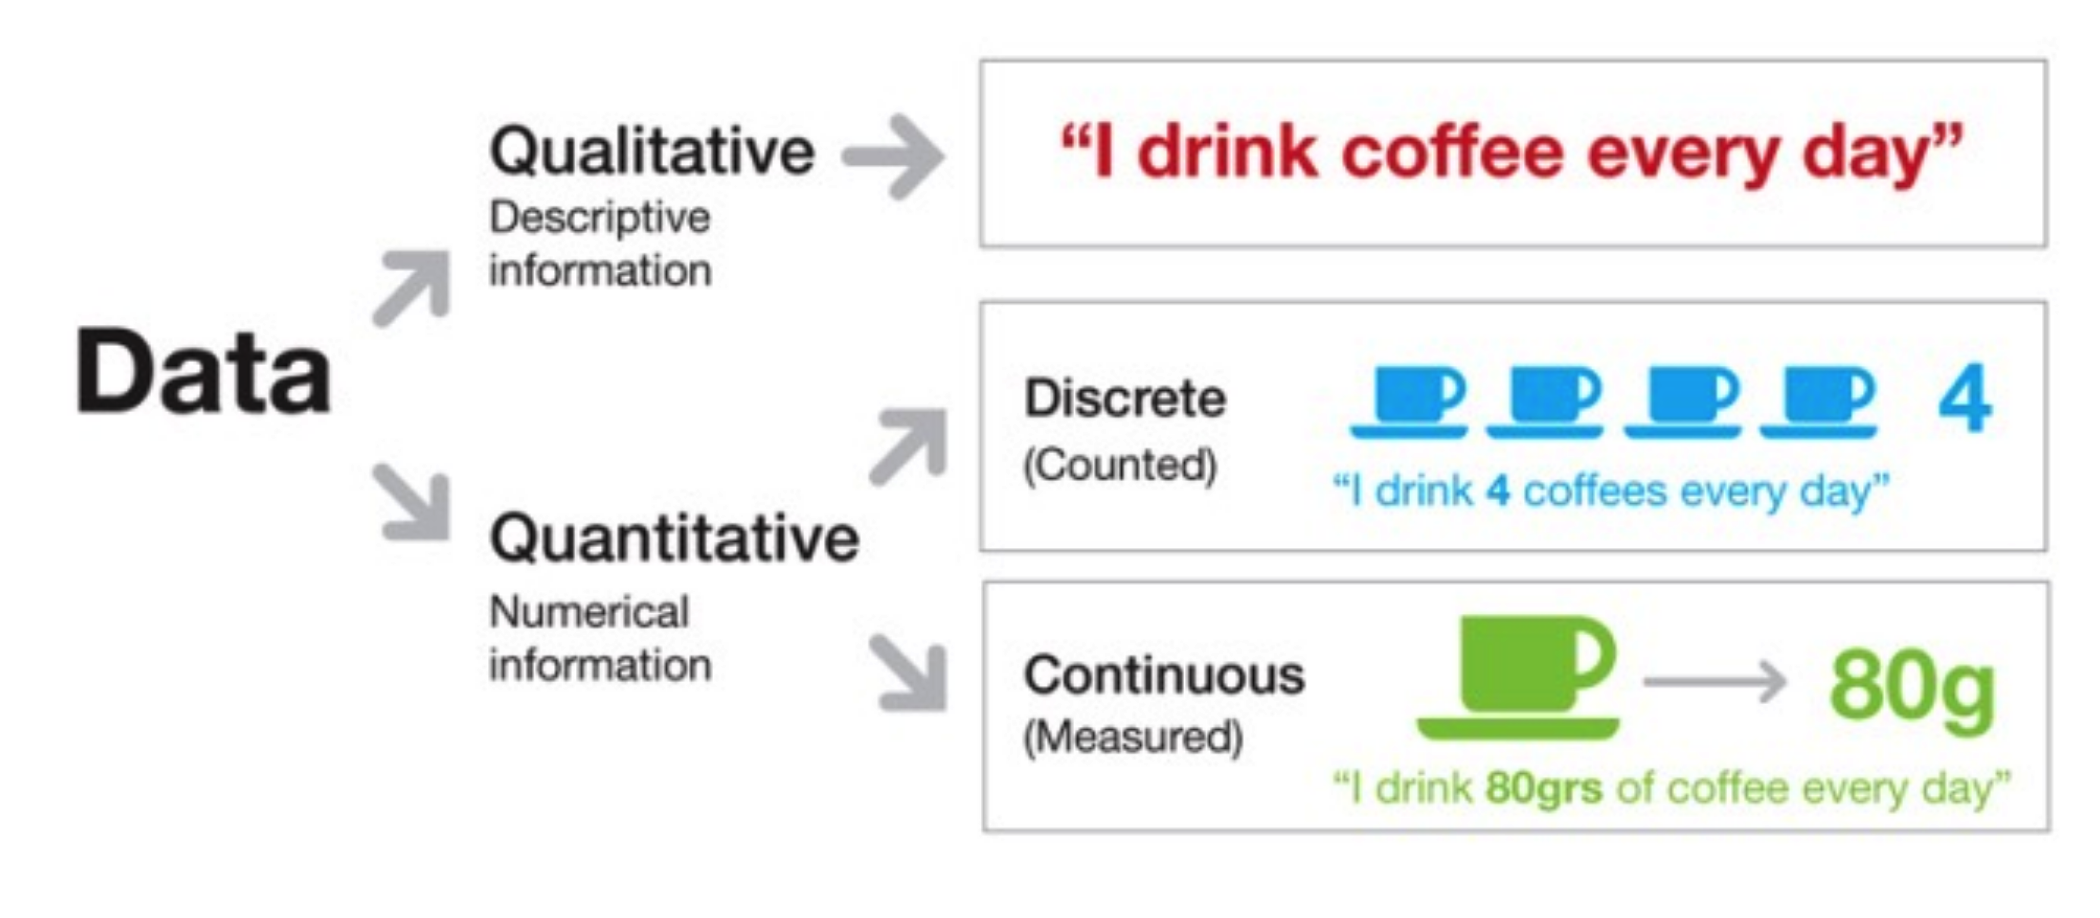 Data
Qualitative
Descriptive
information
“I drink coffee every day”
Quantitative
Numerical
information
Discrete
(Counted)
4
“I drink 4 coffees every day”
Continuous
(Measured)
80g
“I drink 80grs of coffee every day”